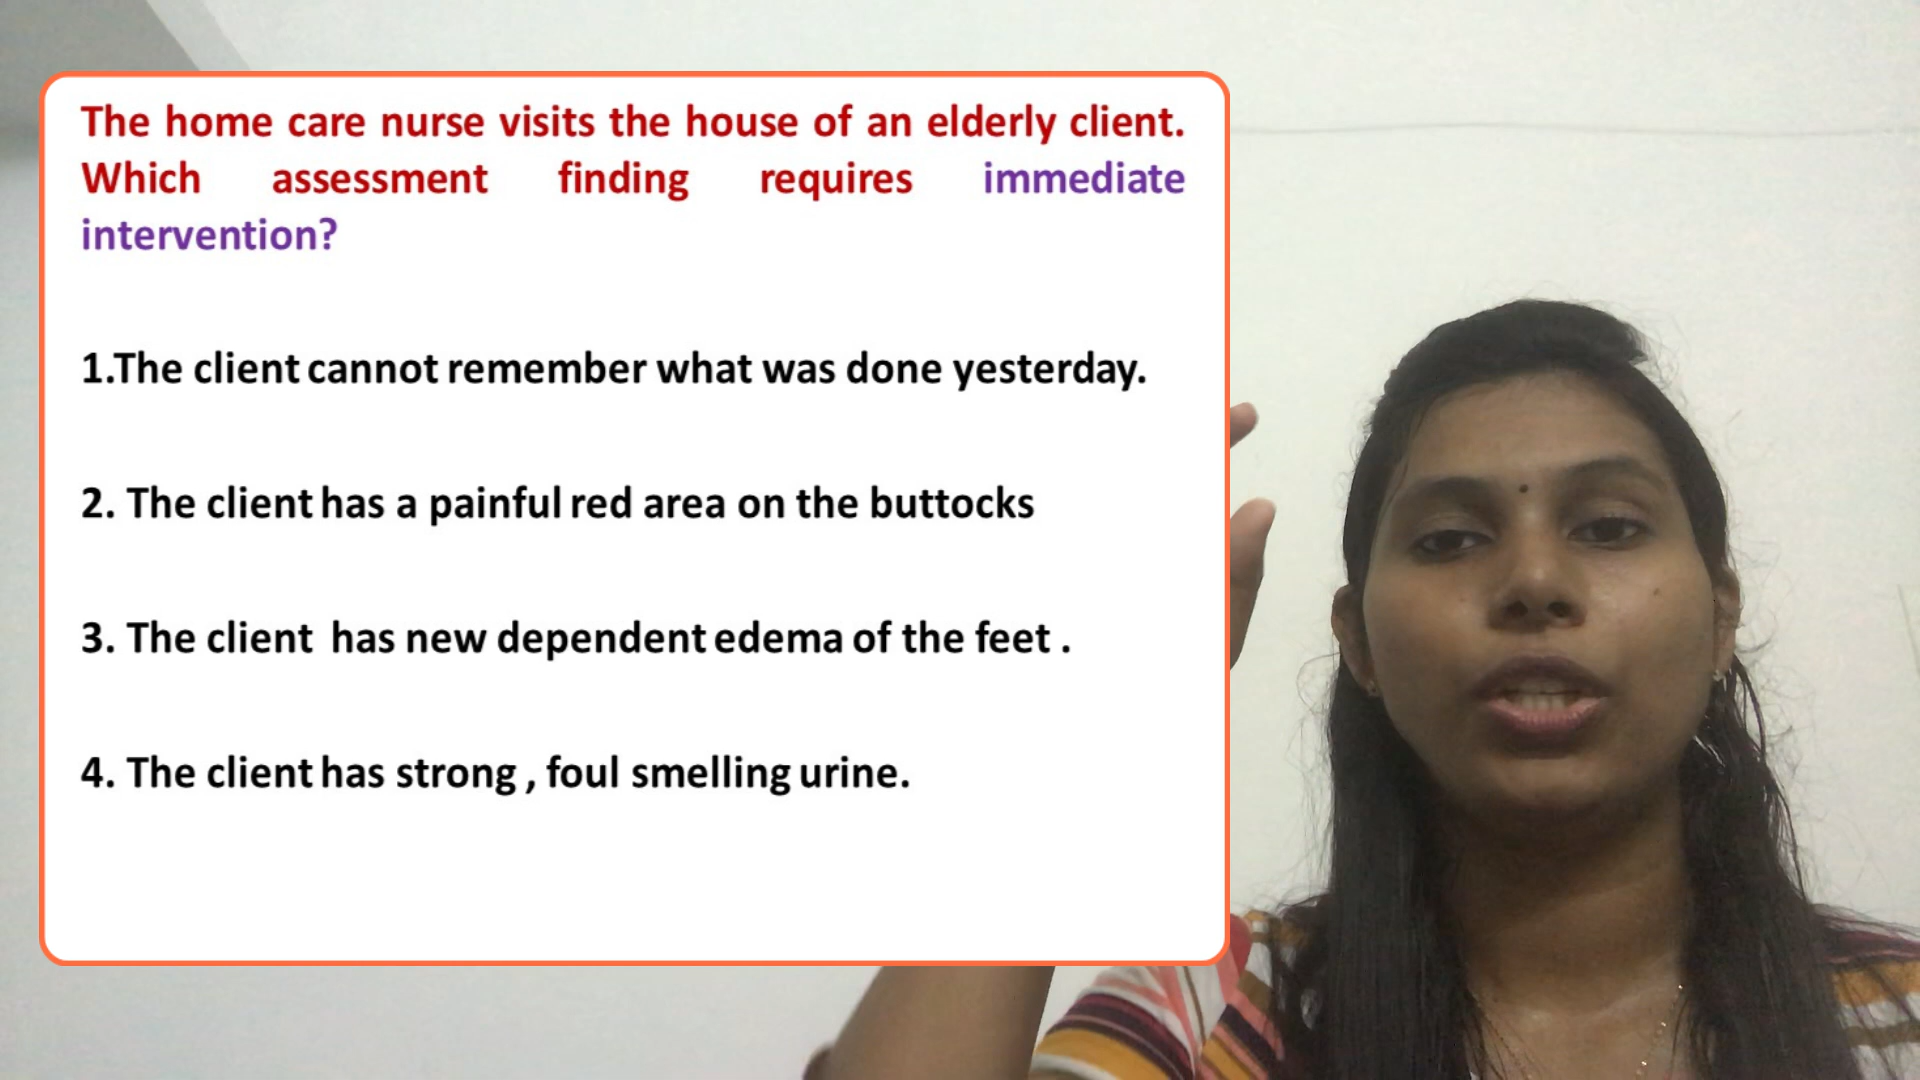 The home care nurse visits the house of an elderly client.
Which assessment finding requires immediate
intervention?
1.The client cannot remember what was done yesterday.
2. The client has a painful red area on the buttocks
3. The client has new dependent edema of the feet .
4. The client has strong , foul smelling urine.